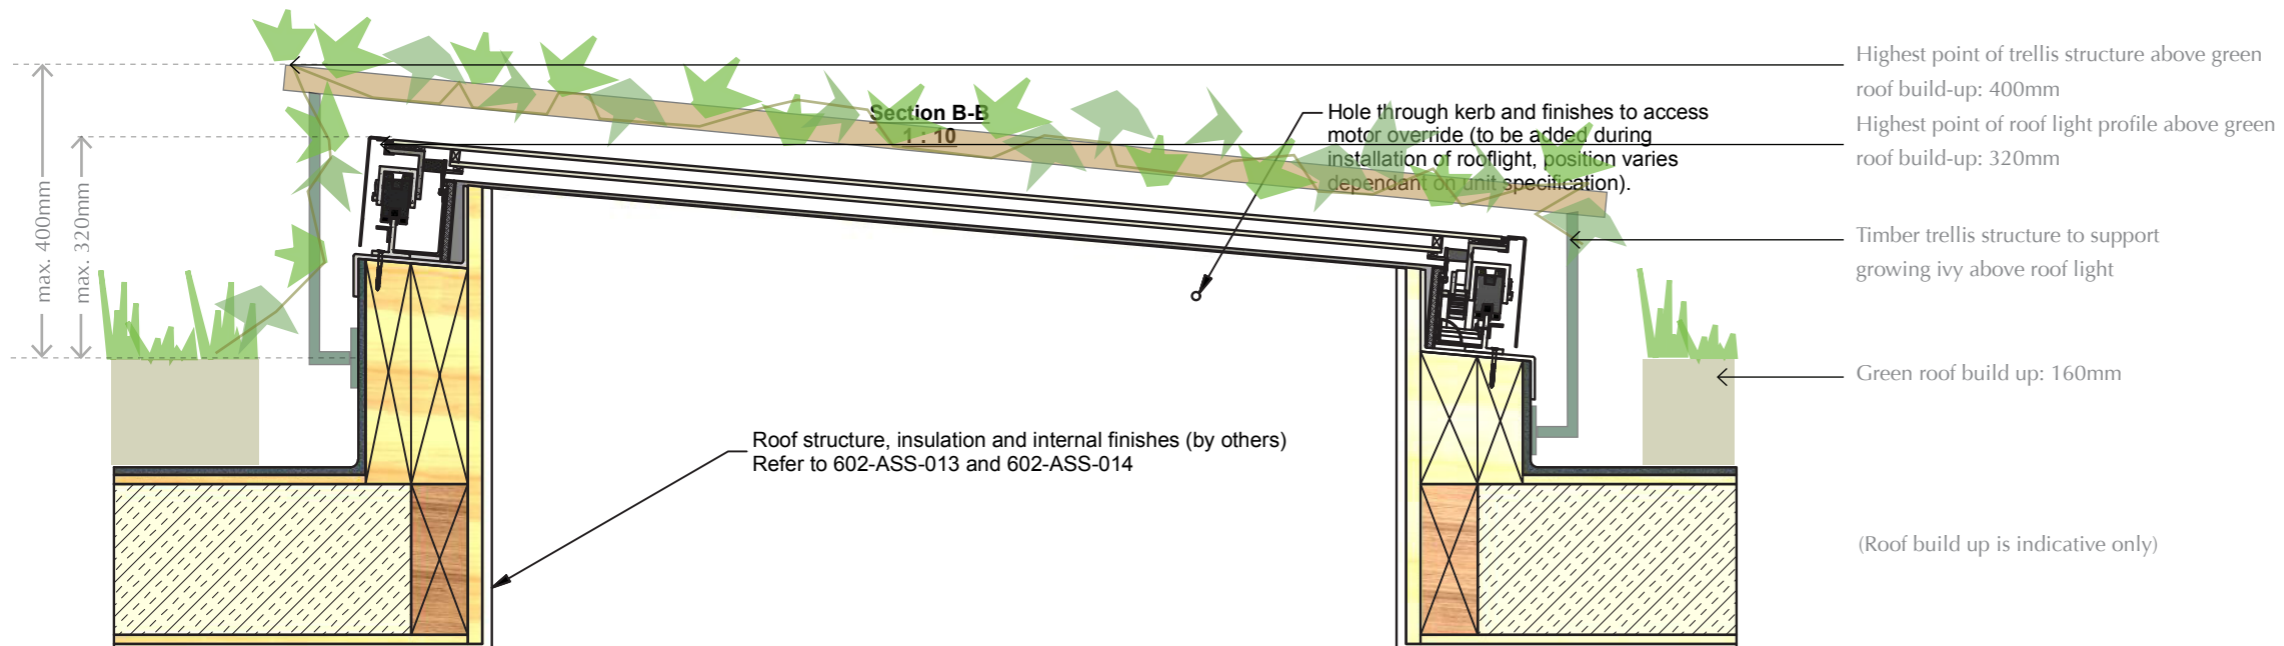 Highest point of trellis structure above green
roof build-up: 400mm
Highest point of roof light profile above green
roof build-up: 320mm
Section B-B
1 : 10
Hole through kerb and finishes to access
motor override (to be added during
installation of rooflight, position varies
dependant on unit specification).
max. 400mm
max. 320mm
Timber trellis structure to support
growing ivy above roof light
Green roof build up: 160mm
Roof structure, insulation and internal finishes (by others)
Refer to 602-ASS-013 and 602-ASS-014
(Roof build up is indicative only)